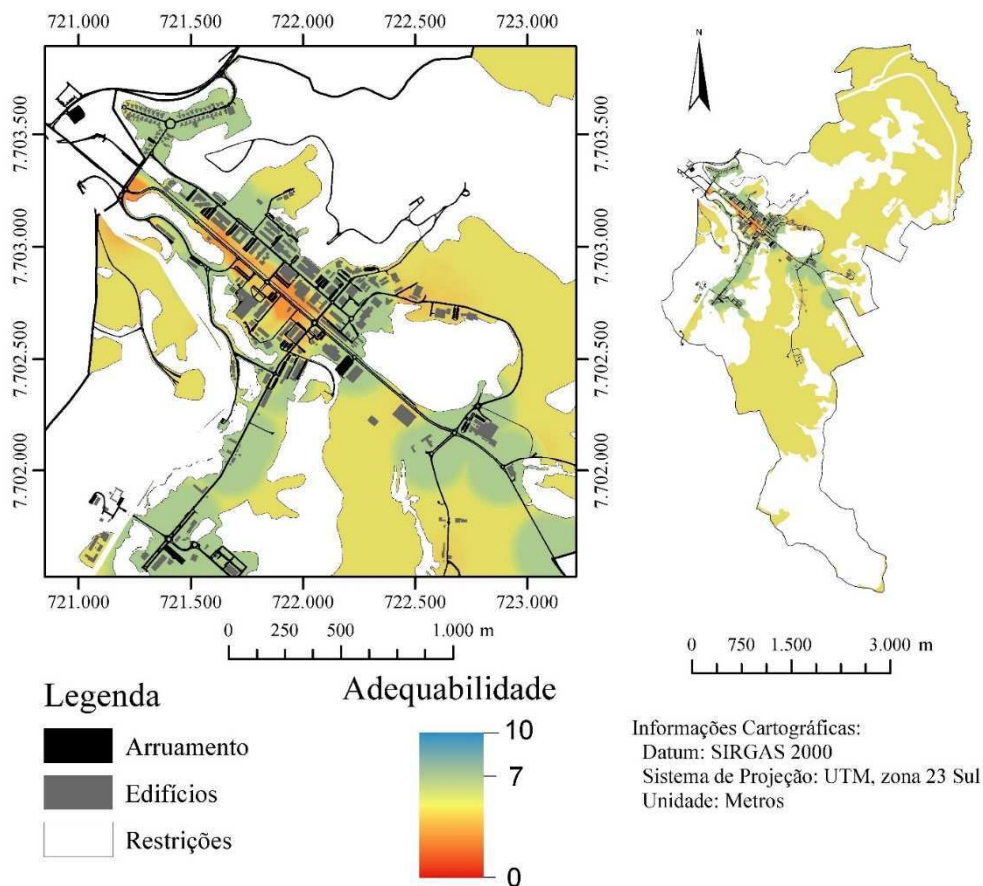 721.000 721.500 722.000 722.500 723.000
N
7.703.500
7.703.500
7.703.000
7.703.000
7.702.500
7.702.500
7.702.000
7.702.000
721.000 721.500 722.000 722.500 723.000
0 250 500 1.000 m
0 750 1.500 3.000 m
Legenda
Arruamento
Edifícios
Restrições
Adequabilidade
10
7
0
Informações Cartográficas:
Datum: SIRGAS 2000
Sistema de Projeção: UTM, zona 23 Sul
Unidade: Metros